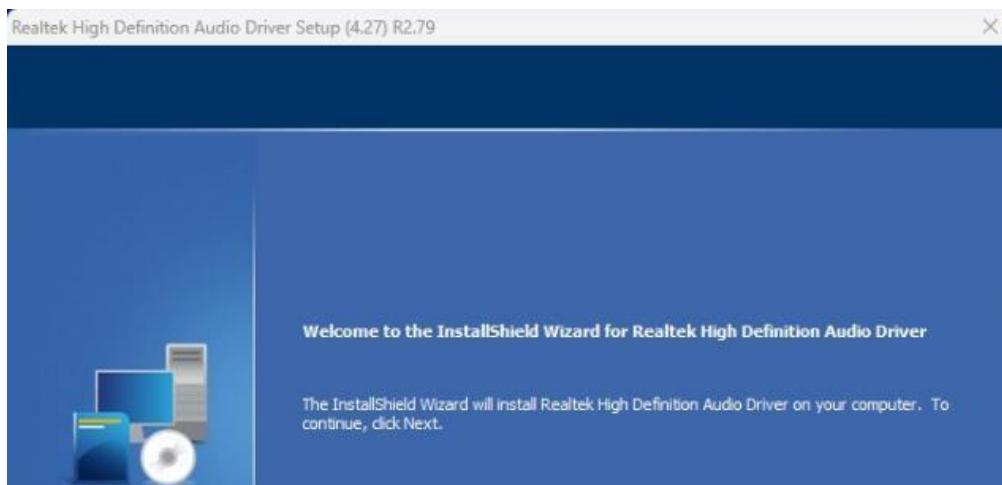 Realtek High Definition Audio Driver Setup (4.27) R2.79
Welcome to the InstallShield Wizard for Realtek High Definition Audio Driver
The InstallShield Wizard will install Realtek High Definition Audio Driver on your computer. To
continue, click Next.